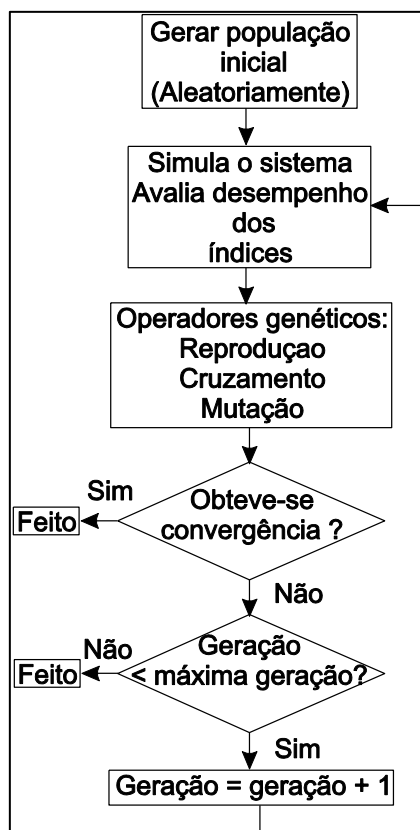 Gerar população
inicial
(Aleatoriamente)
Simula o sistema
Avalia desempenho
dos
índices
Operadores genéticos:
Reproduçao
Cruzamento
Mutação
Sim
Obteve-se
convergência ?
Feito
Não
Não
Geração
< máxima geração?
Feito
Sim
Geração = geração + 1